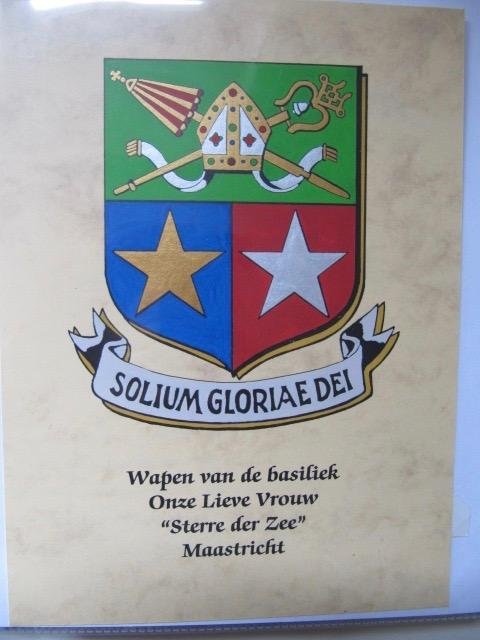 SOLIUM GLORIAE DEI
Wapen van de basiliek
Onze Lieve Vrouw
“Sterre der Zee”
Maastricht